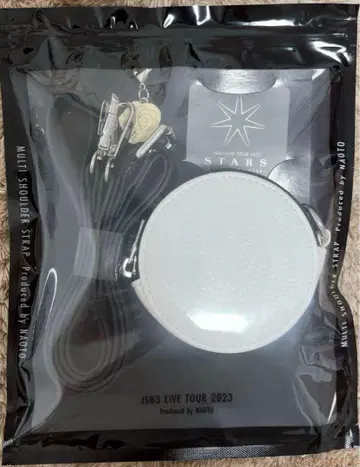 STARS
MULTI SHOULDER STRAP Produced by NAOTO
MULTI SHOULDER STRAP Produced by NAOTO
JSB3 LIVE TOUR 2023
Produced by NAOTO